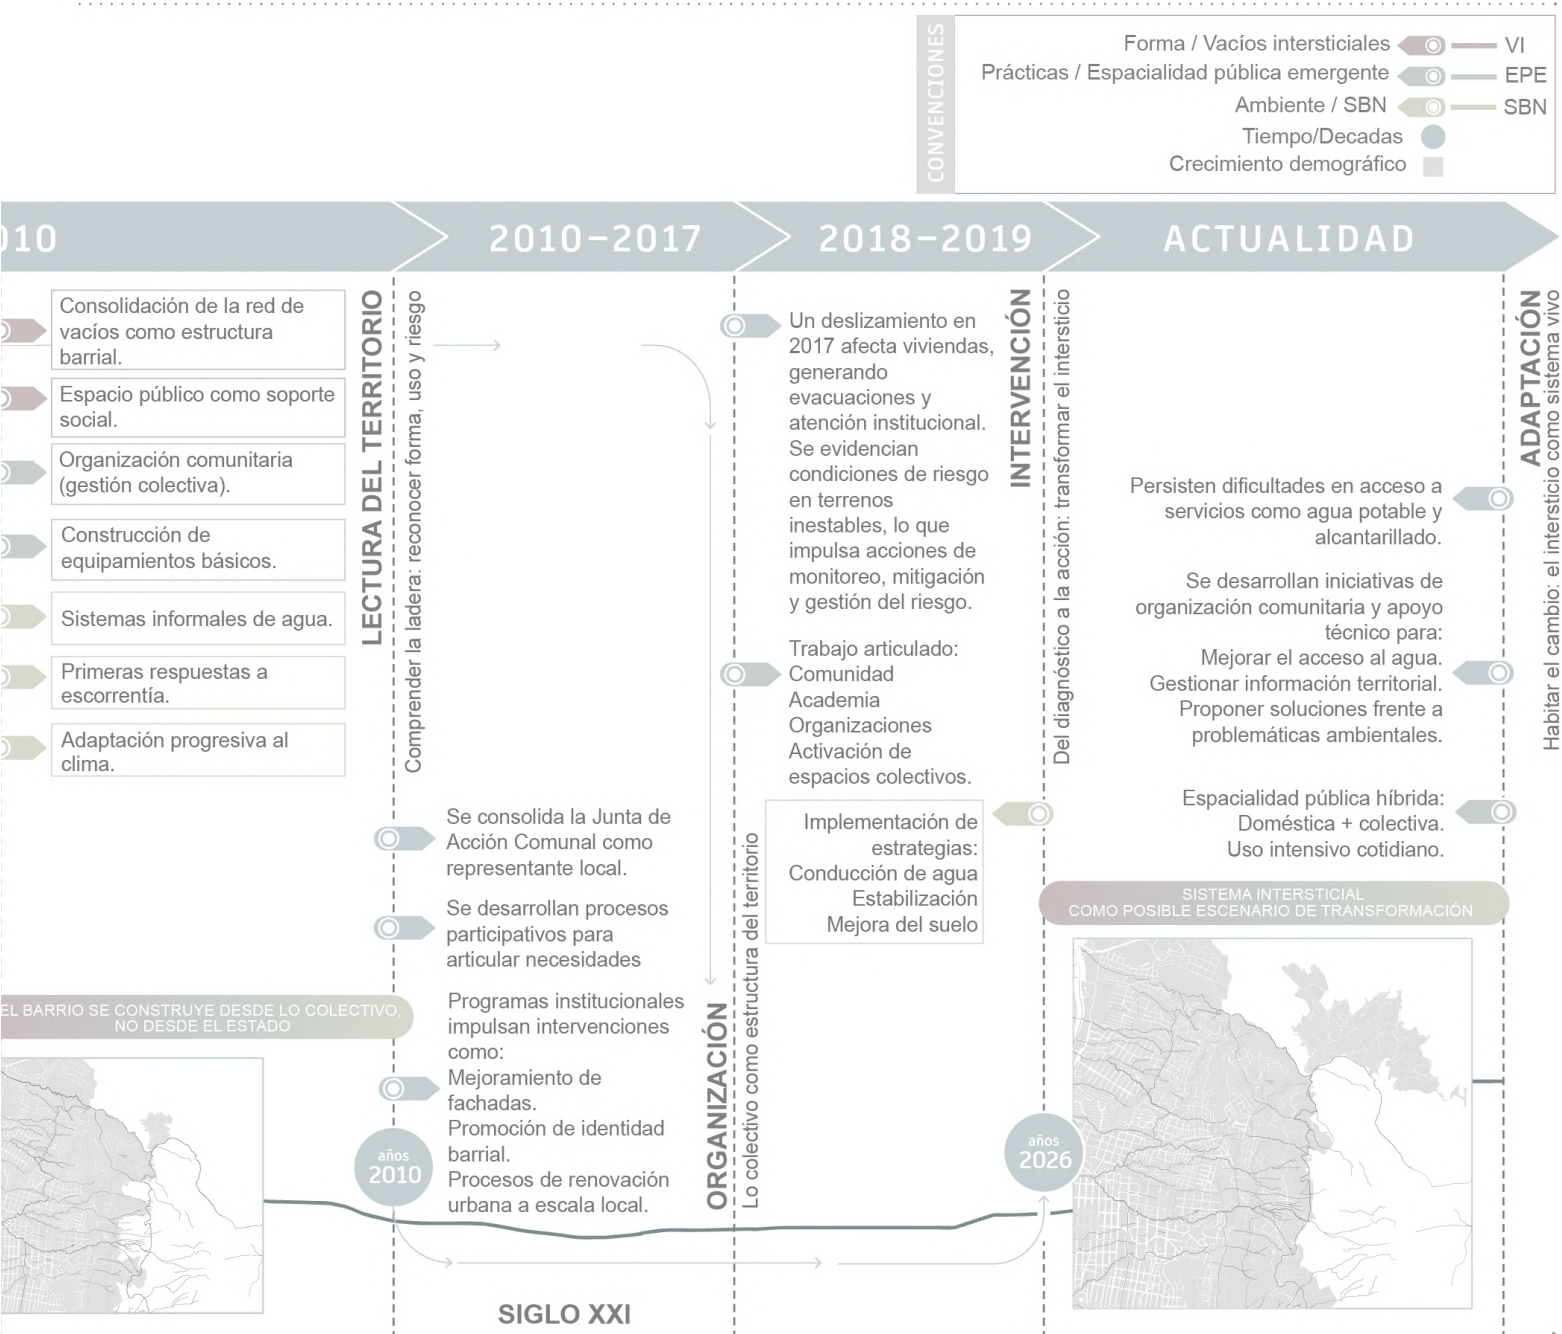 CONVENCIONES
Forma / Vacíos intersticiales
VI
Prácticas / Espacialidad pública emergente
EPE
Ambiente / SBN
SBN
Tiempo/Decadas
Crecimiento demográfico
010
2010–2017
2018–2019
ACTUALIDAD
Consolidación de la red de
vacíos como estructura
barrial.
Espacio público como soporte
social.
Organización comunitaria
(gestión colectiva).
Construcción de
equipamientos básicos.
Sistemas informales de agua.
Primeras respuestas a
escorrentía.
Adaptación progresiva al
clima.
EL BARRIO SE CONSTRUYE DESDE LO COLECTIVO,
NO DESDE EL ESTADO
LECTURA DEL TERRITORIO
Comprender la ladera: reconocer forma, uso y riesgo
Se consolida la Junta de
Acción Comunal como
representante local.
Se desarrollan procesos
participativos para
articular necesidades
Programas institucionales
impulsan intervenciones
como:
Mejoramiento de
fachadas.
Promoción de identidad
barrial.
Procesos de renovación
urbana a escala local.
años
2010
ORGANIZACIÓN
Lo colectivo como estructura del territorio
Un deslizamiento en
2017 afecta viviendas,
generando
evacuaciones y
atención institucional.
Se evidencian
condiciones de riesgo
en terrenos
inestables, lo que
impulsa acciones de
monitoreo, mitigación
y gestión del riesgo.
Trabajo articulado:
Comunidad
Academia
Organizaciones
Activación de
espacios colectivos.
Implementación de
estrategias:
Conducción de agua
Estabilización
Mejora del suelo
INTERVENCIÓN
Del diagnóstico a la acción: transformar el intersticio
Persisten dificultades en acceso a
servicios como agua potable y
alcantarillado.
Se desarrollan iniciativas de
organización comunitaria y apoyo
técnico para:
Mejorar el acceso al agua.
Gestionar información territorial.
Proponer soluciones frente a
problemáticas ambientales.
Espacialidad pública híbrida:
Doméstica + colectiva.
Uso intensivo cotidiano.
SISTEMA INTERSTICIAL
COMO POSIBLE ESCENARIO DE TRANSFORMACIÓN
años
2026
ADAPTACIÓN
Habitar el cambio: el intersticio como sistema vivo
SIGLO XXI